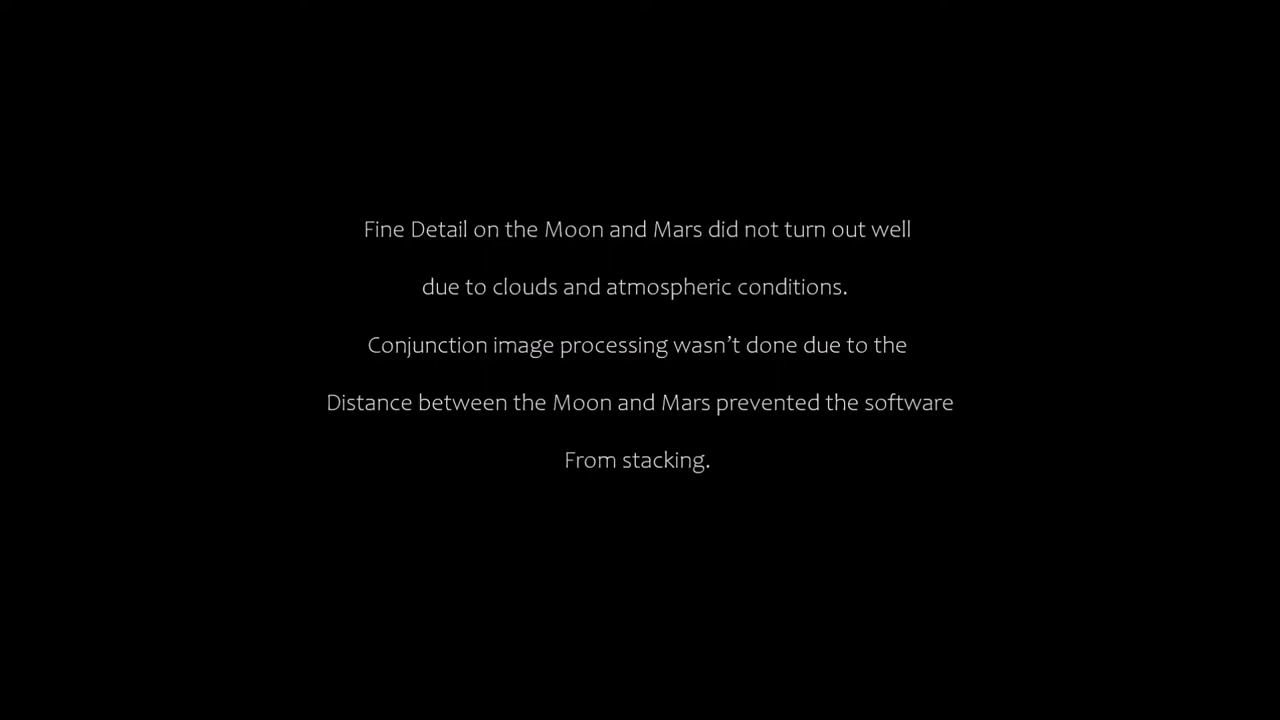 Fine Detail on the Moon and Mars did not turn out well
due to clouds and atmospheric conditions.
Conjunction image processing wasn’t done due to the
Distance between the Moon and Mars prevented the software
From stacking.